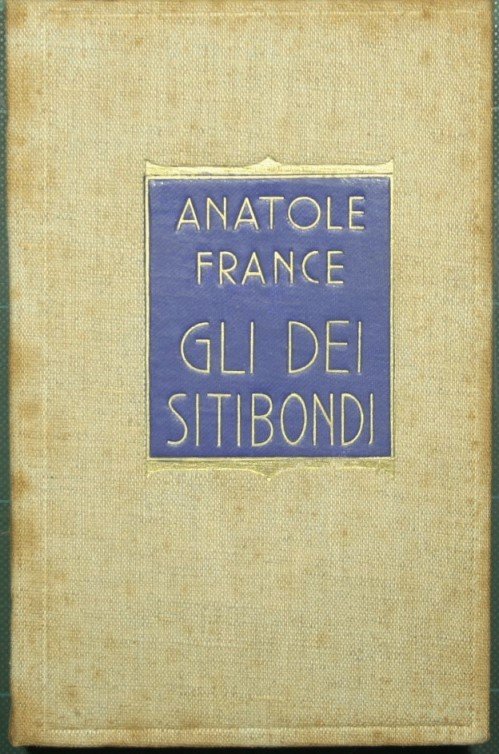 ANATOLE
FRANCE
GLI DEI
SITIBONDI